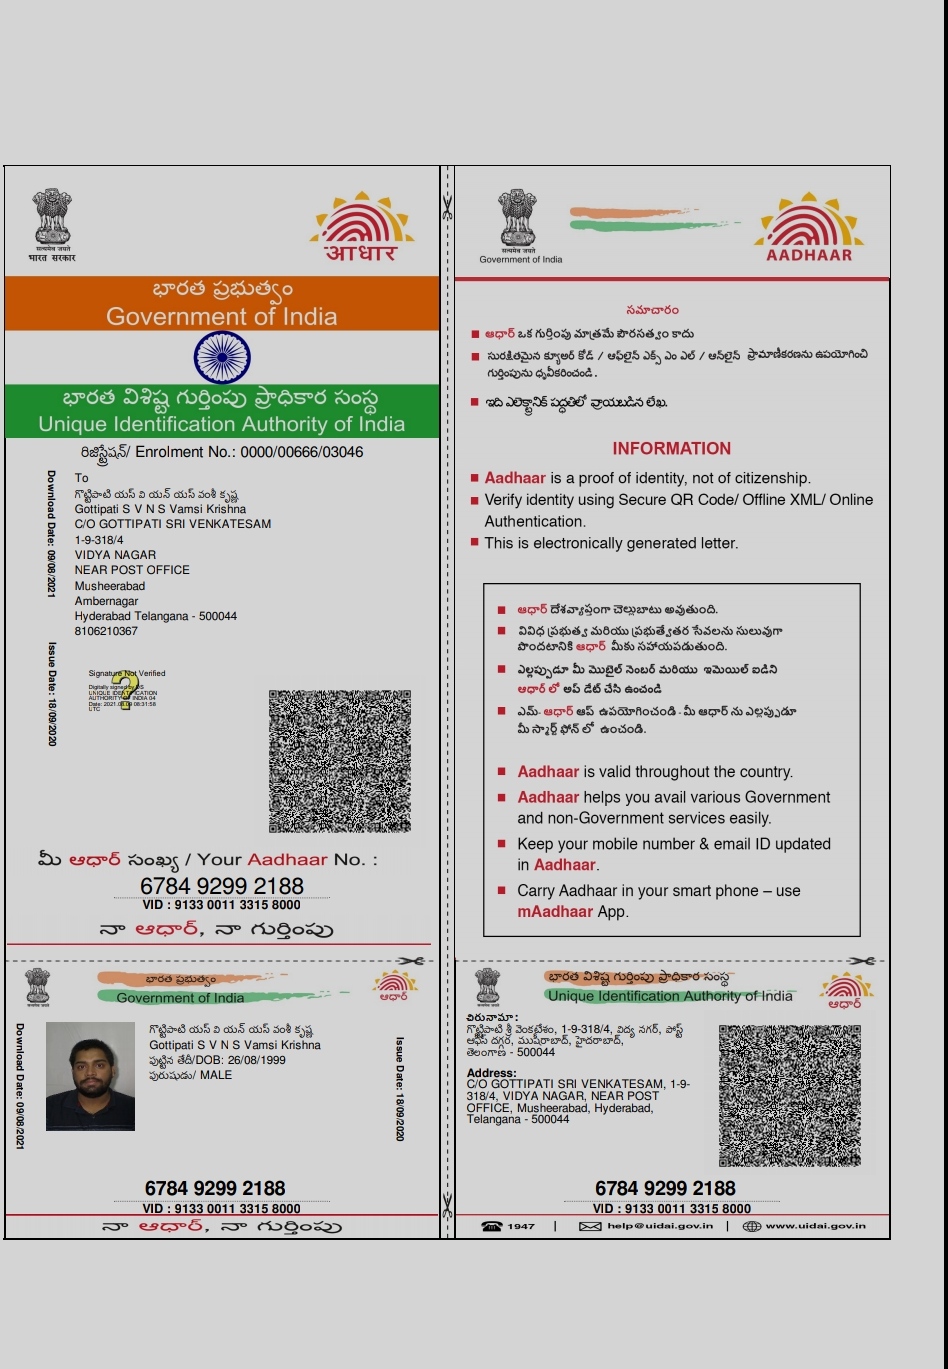 सत्यमेव जयते
भारत सरकार
आधार
భారత ప్రభుత్వం
Government of India
భారత విశిష్ట గుర్తింపు ప్రాధికార సంస్థ
Unique Identification Authority of India
రిజిస్ట్రేషన్/ Enrolment No.: 0000/00666/03046
Download Date: 09/08/2021
Issue Date: 18/09/2020
To
గొట్టిపాటి యస్ వి యన్ యస్ వంశీ కృష్ణ
Gottipati S V N S Vamsi Krishna
C/O GOTTIPATI SRI VENKATESAM
1-9-318/4
VIDYA NAGAR
NEAR POST OFFICE
Musheerabad
Ambernagar
Hyderabad Telangana - 500044
8106210367
Signature Not Verified
Digitally signed by DS
UNIQUE IDENTIFICATION
AUTHORITY OF INDIA 04
Date: 2021.08.09 08:31:58
UTC
మీ ఆధార్ సంఖ్య / Your Aadhaar No. :
6784 9299 2188
VID : 9133 0011 3315 8000
నా ఆధార్, నా గుర్తింపు
सत्यमेव जयते
Government of India
AADHAAR
సమాచారం
ఆధార్ ఒక గుర్తింపు మాత్రమే పౌరసత్వం కాదు
సురక్షితమైన క్యూఆర్ కోడ్ / ఆఫ్‌లైన్ ఎక్స్ ఎం ఎల్ / ఆన్‌లైన్ ప్రామాణీకరణను ఉపయోగించి
గుర్తింపును ధృవీకరించండి.
ఇది ఎలెక్ట్రానిక్ పద్ధతిలో వ్రాయబడిన లేఖ.
INFORMATION
Aadhaar is a proof of identity, not of citizenship.
Verify identity using Secure QR Code/ Offline XML/ Online
Authentication.
This is electronically generated letter.
ఆధార్ దేశవ్యాప్తంగా చెల్లుబాటు అవుతుంది.
వివిధ ప్రభుత్వ మరియు ప్రభుత్వేతర సేవలను సులువుగా
పొందటానికి ఆధార్ మీకు సహాయపడుతుంది.
ఎల్లప్పుడూ మీ మొబైల్ నెంబర్ మరియు ఇమెయిల్ ఐడిని
ఆధార్ లో అప్ డేట్ చేసి ఉంచండి
ఎమ్- ఆధార్ ఆప్ ఉపయోగించండి - మీ ఆధార్ ను ఎల్లప్పుడూ
మీ స్మార్ట్ ఫోన్ లో ఉంచండి.
Aadhaar is valid throughout the country.
Aadhaar helps you avail various Government
and non-Government services easily.
Keep your mobile number & email ID updated
in Aadhaar.
Carry Aadhaar in your smart phone – use
mAadhaar App.
భారత ప్రభుత్వం
Government of India
ఆధార్
Download Date: 09/08/2021
గొట్టిపాటి యస్ వి యన్ యస్ వంశీ కృష్ణ
Gottipati S V N S Vamsi Krishna
పుట్టిన తేదీ/DOB: 26/08/1999
పురుషుడు/ MALE
Issue Date: 18/09/2020
6784 9299 2188
VID : 9133 0011 3315 8000
నా ఆధార్, నా గుర్తింపు
భారత విశిష్ట గుర్తింపు ప్రాధికార సంస్థ
Unique Identification Authority of India
ఆధార్
చిరునామా:
గొట్టిపాటి శ్రీ వెంకటేశం, 1-9-318/4, విద్య నగర్, పోస్ట్
ఆఫీస్ దగ్గర, ముషీరాబాద్, హైదరాబాద్,
తెలంగాణ - 500044
Address:
C/O GOTTIPATI SRI VENKATESAM, 1-9-
318/4, VIDYA NAGAR, NEAR POST
OFFICE, Musheerabad, Hyderabad,
Telangana - 500044
6784 9299 2188
VID : 9133 0011 3315 8000
1947 | help@uidai.gov.in | www.uidai.gov.in